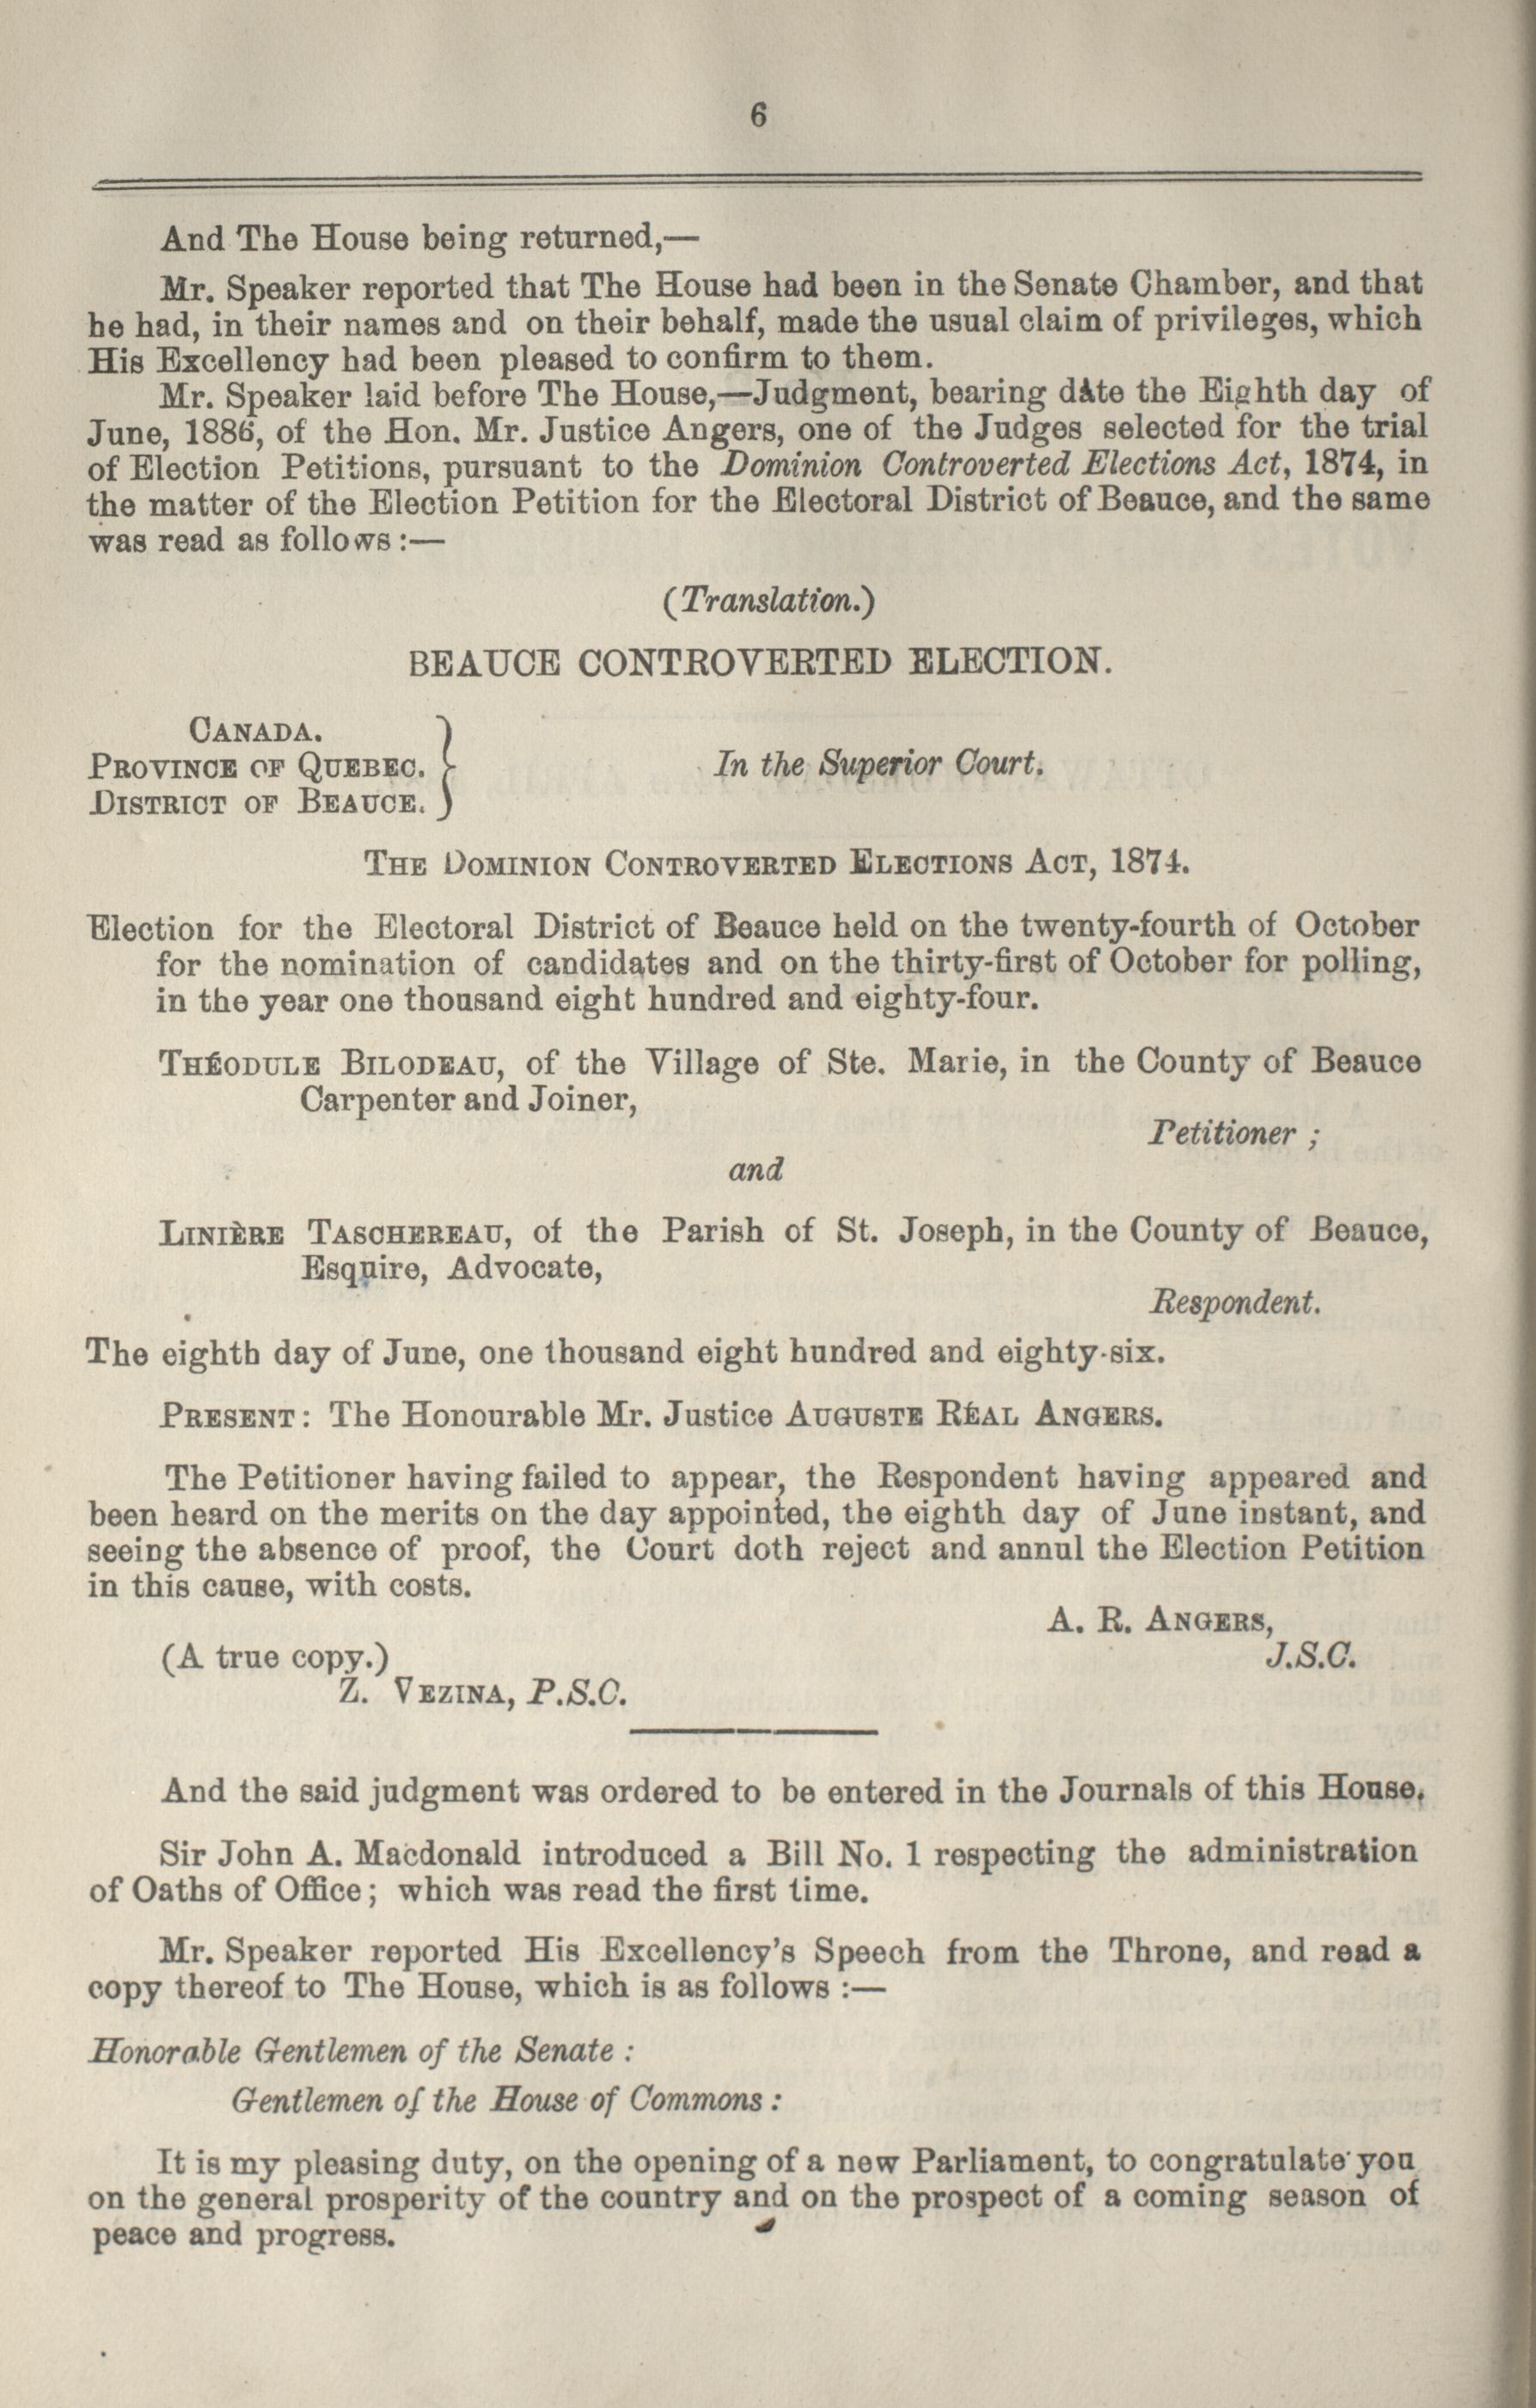 6
And The House being returned,—
Mr. Speaker reported that The House had been in the Senate Chamber, and that
he had, in their names and on their behalf, made the usual claim of privileges, which
His Excellency had been pleased to confirm to them.
Mr. Speaker laid before The House,—Judgment, bearing date the Eighth day of
June, 1886, of the Hon. Mr. Justice Angers, one of the Judges selected for the trial
of Election Petitions, pursuant to the Dominion Controverted Elections Act, 1874, in
the matter of the Election Petition for the Electoral District of Beauce, and the same
was read as follows:—
(Translation.)
BEAUCE CONTROVERTED ELECTION.
CANADA.
PROVINCE OF QUEBEC.
DISTRICT OF BEAUCE.
In the Superior Court.
THE DOMINION CONTROVERTED ELECTIONS ACT, 1874.
Election for the Electoral District of Beauce held on the twenty-fourth of October
for the nomination of candidates and on the thirty-first of October for polling,
in the year one thousand eight hundred and eighty-four.
THÉODULE BILODEAU, of the Village of Ste. Marie, in the County of Beauce
Carpenter and Joiner,
Petitioner;
and
LINIÈRE TASCHEREAU, of the Parish of St. Joseph, in the County of Beauce,
Esquire, Advocate,
Respondent.
The eighth day of June, one thousand eight hundred and eighty-six.
PRESENT: The Honourable Mr. Justice AUGUSTE RÉAL ANGERS.
The Petitioner having failed to appear, the Respondent having appeared and
been heard on the merits on the day appointed, the eighth day of June instant, and
seeing the absence of proof, the Court doth reject and annul the Election Petition
in this cause, with costs.
A. R. ANGERS,
J.S.C.
(A true copy.)
Z. VEZINA, P.S.C.
And the said judgment was ordered to be entered in the Journals of this House.
Sir John A. Macdonald introduced a Bill No. 1 respecting the administration
of Oaths of Office; which was read the first time.
Mr. Speaker reported His Excellency's Speech from the Throne, and read a
copy thereof to The House, which is as follows:—
Honorable Gentlemen of the Senate:
Gentlemen of the House of Commons:
It is my pleasing duty, on the opening of a new Parliament, to congratulate you
on the general prosperity of the country and on the prospect of a coming season of
peace and progress.